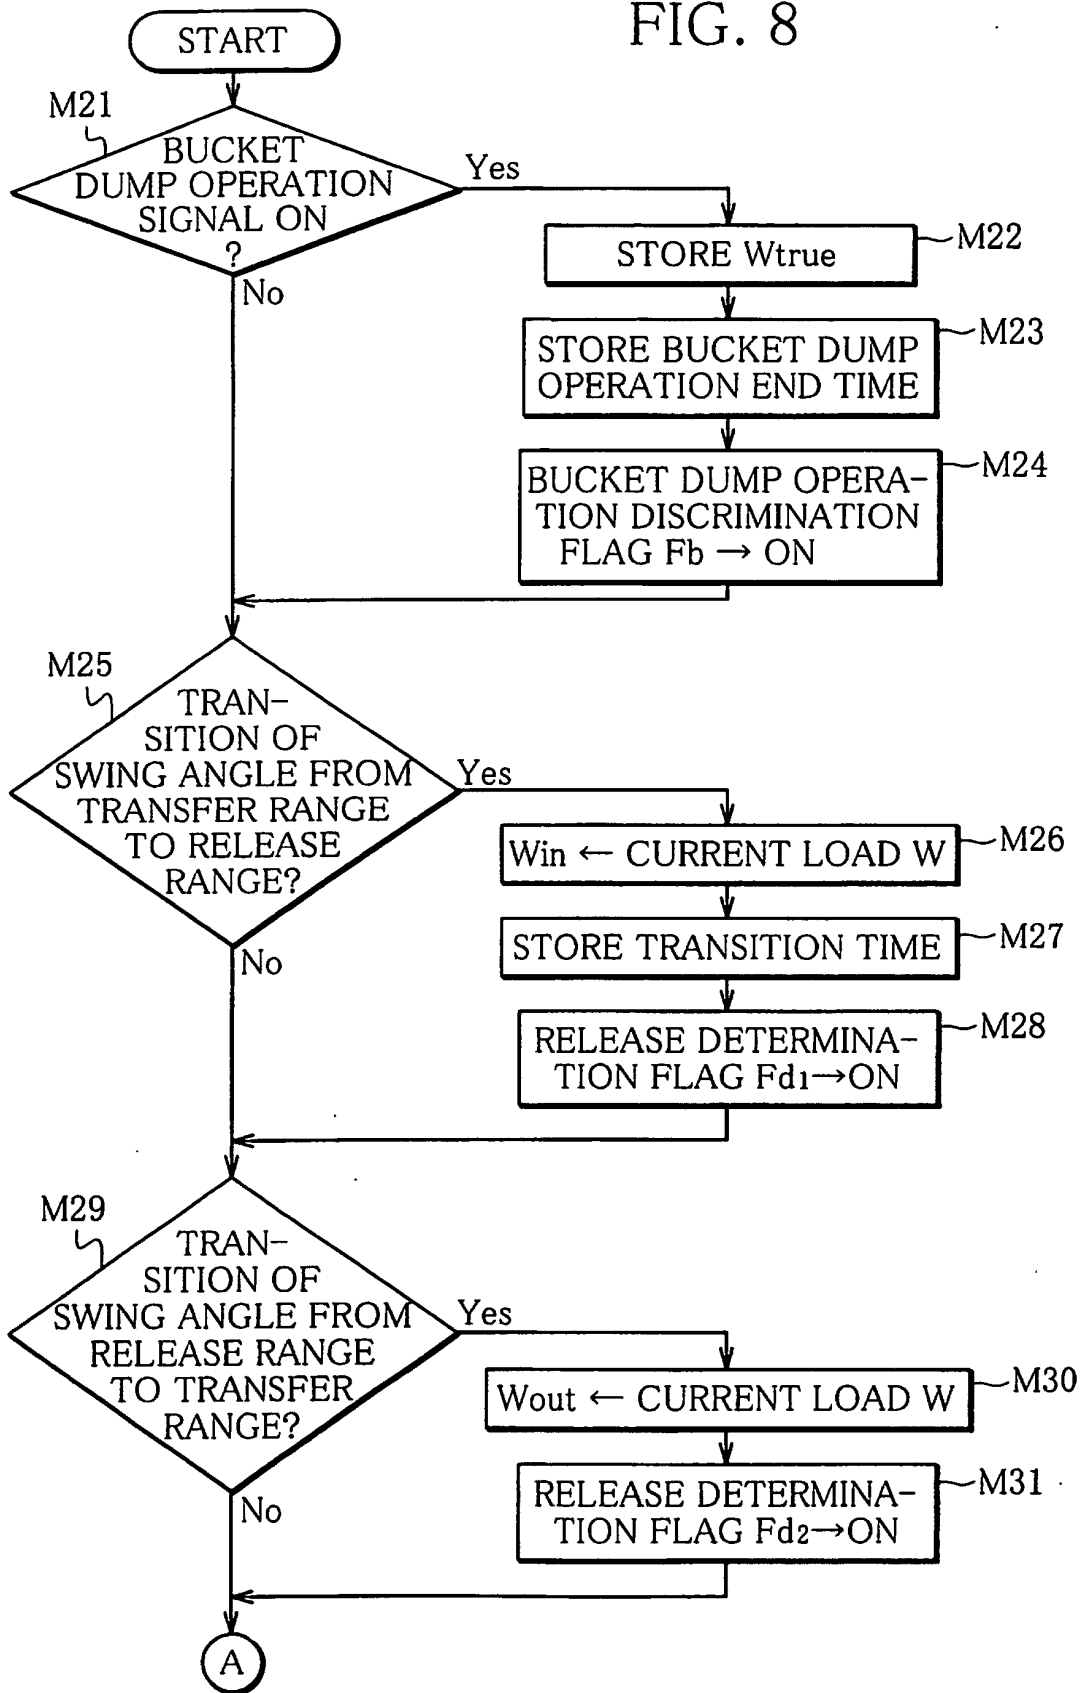 FIG. 8
START
M21
BUCKET
DUMP OPERATION
SIGNAL ON
?
Yes
No
STORE Wtrue
M22
STORE BUCKET DUMP
OPERATION END TIME
M23
BUCKET DUMP OPERA-
TION DISCRIMINATION
FLAG Fb → ON
M24
M25
TRAN-
SITION OF
SWING ANGLE FROM
TRANSFER RANGE
TO RELEASE
RANGE?
Yes
No
Win ← CURRENT LOAD W
M26
STORE TRANSITION TIME
M27
RELEASE DETERMINA-
TION FLAG Fd1→ON
M28
M29
TRAN-
SITION OF
SWING ANGLE FROM
RELEASE RANGE
TO TRANSFER
RANGE?
Yes
No
Wout ← CURRENT LOAD W
M30
RELEASE DETERMINA-
TION FLAG Fd2→ON
M31
A